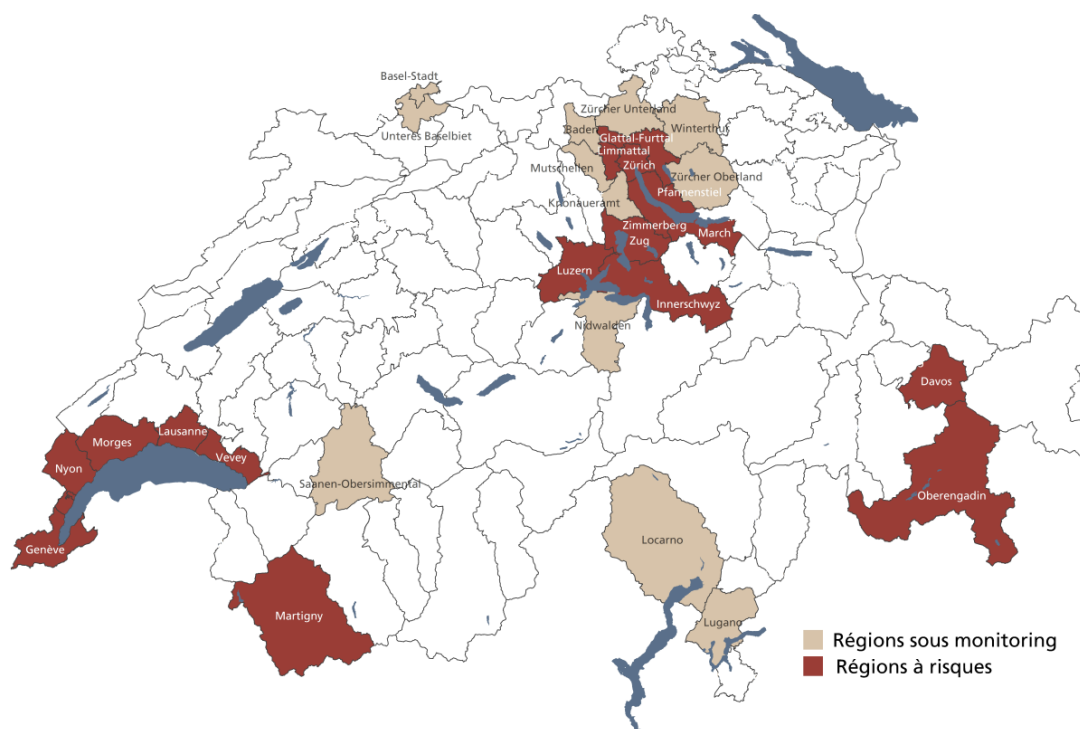 Basel-Stadt
Unteres Baselbiet
Zürcher Unterland
Baden
Winterthur
Glattal-Furttal
Limmattal
Zürich
Mutschellen
Zürcher Oberland
Pfannenstiel
Knonaueramt
Zimmerberg
March
Zug
Luzern
Innerschwyz
Nidwalden
Davos
Lausanne
Morges
Vevey
Nyon
Saanen-Obersimmental
Oberengadin
Genève
Locarno
Martigny
Lugano
Régions sous monitoring
Régions à risques